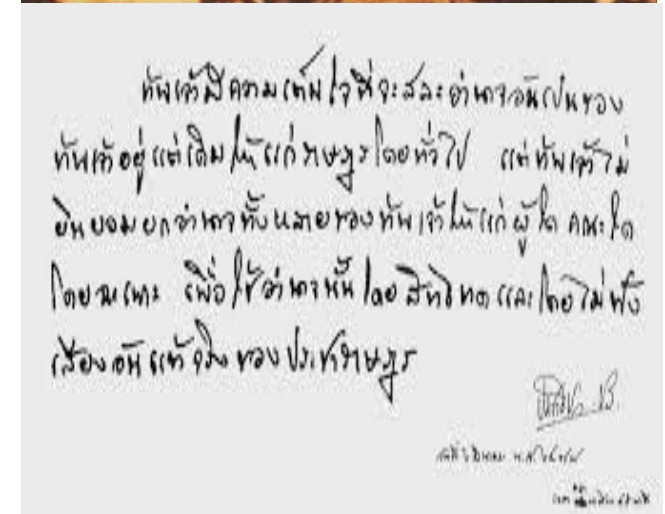 ข้าพเจ้ามีความเต็มใจที่จะสละอำนาจอันเป็นของ
ข้าพเจ้าอยู่แต่เดิมให้แก่ราษฎรโดยทั่วไป แต่ข้าพเจ้าไม่
ยินยอมยกอำนาจทั้งหลายของข้าพเจ้าให้แก่ผู้ใด คณะใด
โดยฉะเพาะ เพื่อใช้อำนาจนั้นโดยสิทธิขาดและโดยไม่ฟัง
เสียงอันแท้จริงของประชาราษฎร